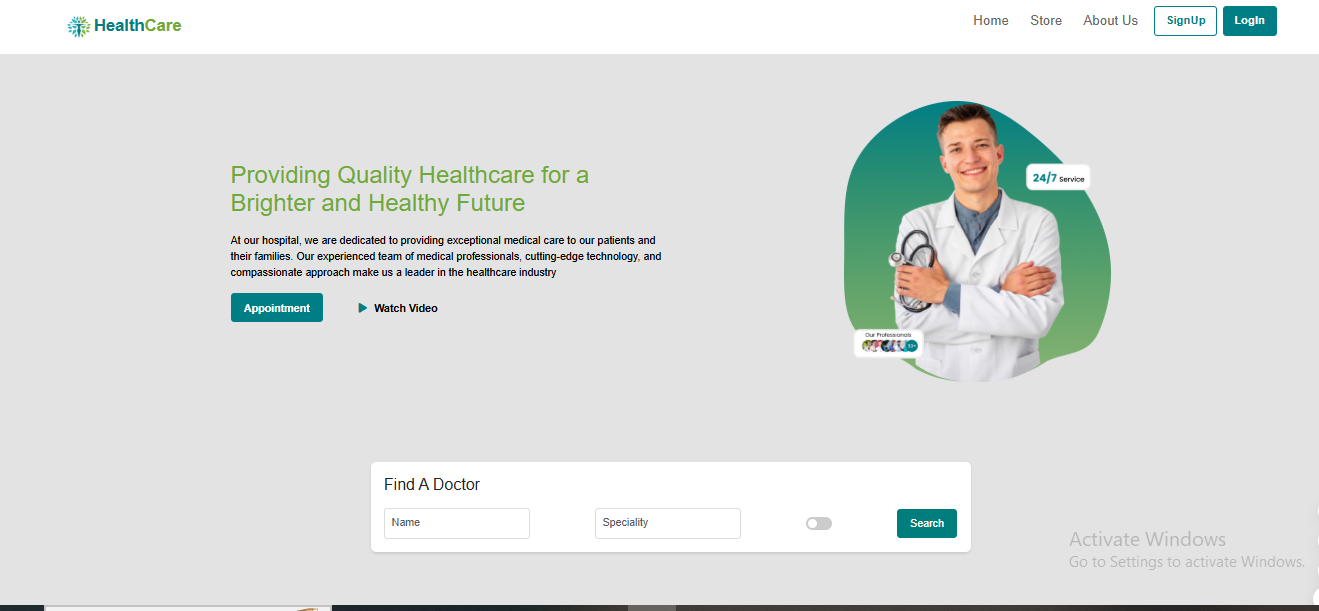 HealthCare
Home
Store
About Us
SignUp
LogIn
Providing Quality Healthcare for a
Brighter and Healthy Future
At our hospital, we are dedicated to providing exceptional medical care to our patients and
their families. Our experienced team of medical professionals, cutting-edge technology, and
compassionate approach make us a leader in the healthcare industry
Appointment
Watch Video
24/7 Service
Our Professionals
Find A Doctor
Name
Speciality
Search
Activate Windows
Go to Settings to activate Windows.